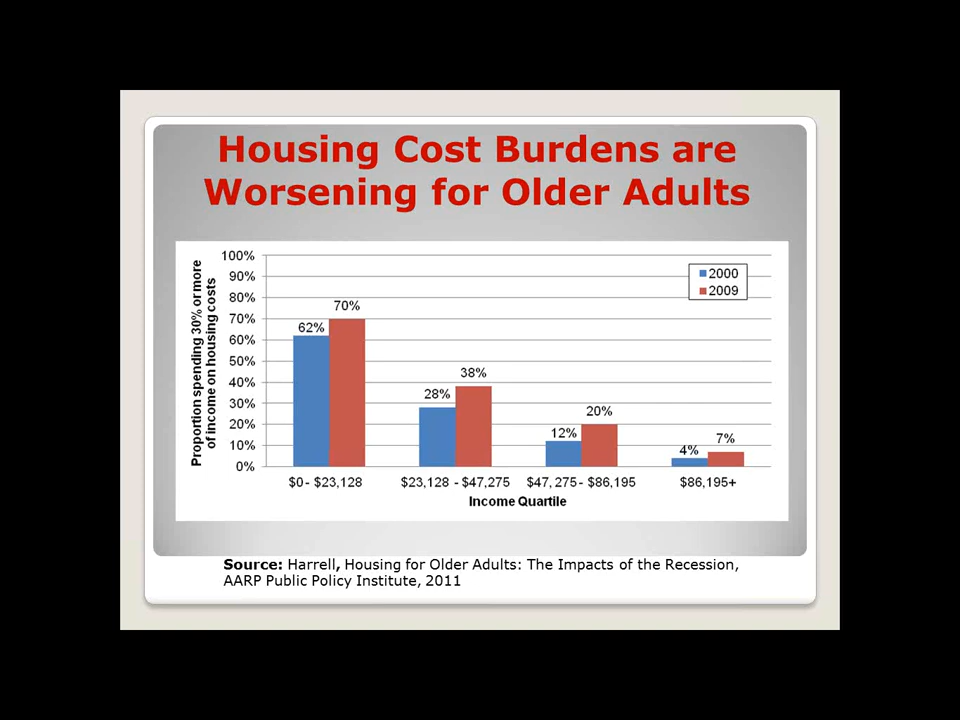 Housing Cost Burdens are
Worsening for Older Adults
Proportion spending 30% or more
of income on housing costs
100%
90%
80%
70%
60%
50%
40%
30%
20%
10%
0%
2000
2009
62%
70%
28%
38%
12%
20%
4%
7%
$0- $23,128
$23,128 - $47,275
$47,275 - $86,195
$86,195+
Income Quartile
Source: Harrell, Housing for Older Adults: The Impacts of the Recession,
AARP Public Policy Institute, 2011